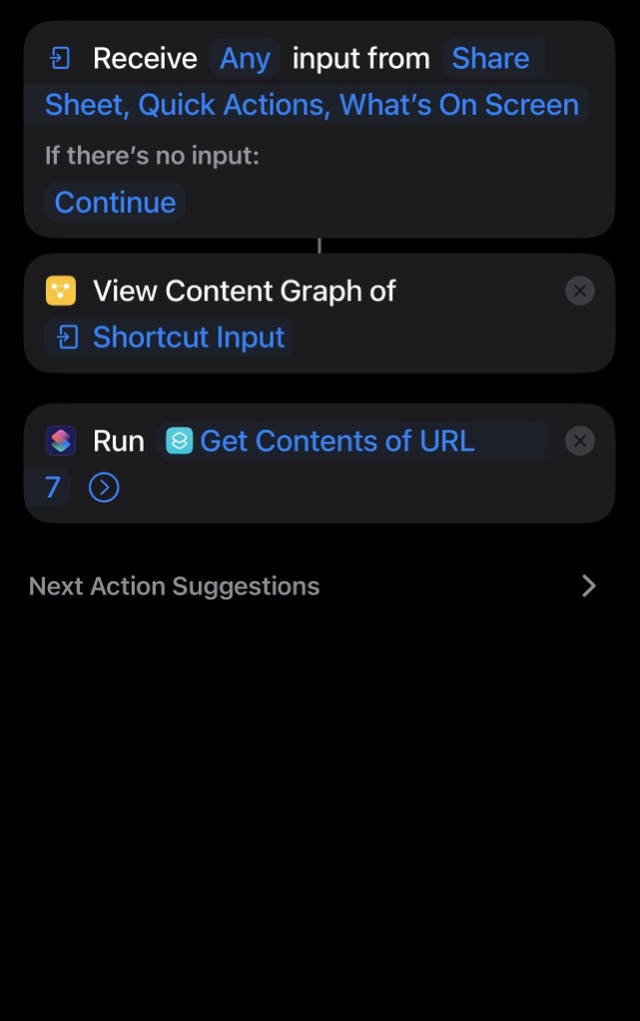 Receive Any input from Share
Sheet, Quick Actions, What's On Screen
If there's no input:
Continue
View Content Graph of
Shortcut Input
Run Get Contents of URL
7
Next Action Suggestions